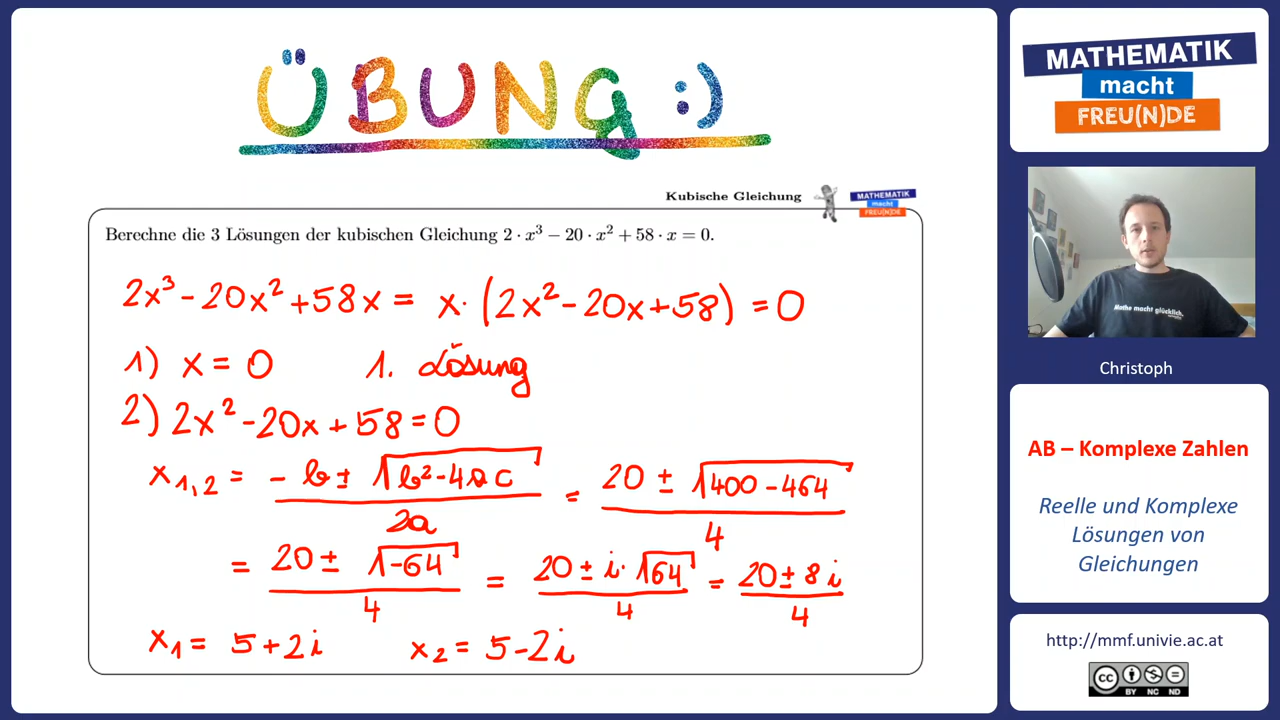 ÜBUNG :)
Kubische Gleichung
MATHEMATIK
macht
FREU(N)DE
Berechne die 3 Lösungen der kubischen Gleichung 2 · x³ − 20 · x² + 58 · x = 0.
2x³ - 20x² + 58x = x · (2x² - 20x + 58) = 0
1) x = 0 1. Lösung
2) 2x² - 20x + 58 = 0
x₁,₂ = (-b ± √(b² - 4ac))/(2a) = (20 ± √(400 - 464))/4
= (20 ± √(-64))/4 = (20 ± i · √64)/4 = (20 ± 8i)/4
x₁ = 5 + 2i x₂ = 5 - 2i
MATHEMATIK
macht
FREU(N)DE
Mathe macht glücklich.
Christoph
AB – Komplexe Zahlen
Reelle und Komplexe
Lösungen von
Gleichungen
http://mmf.univie.ac.at
cc
BY NC ND